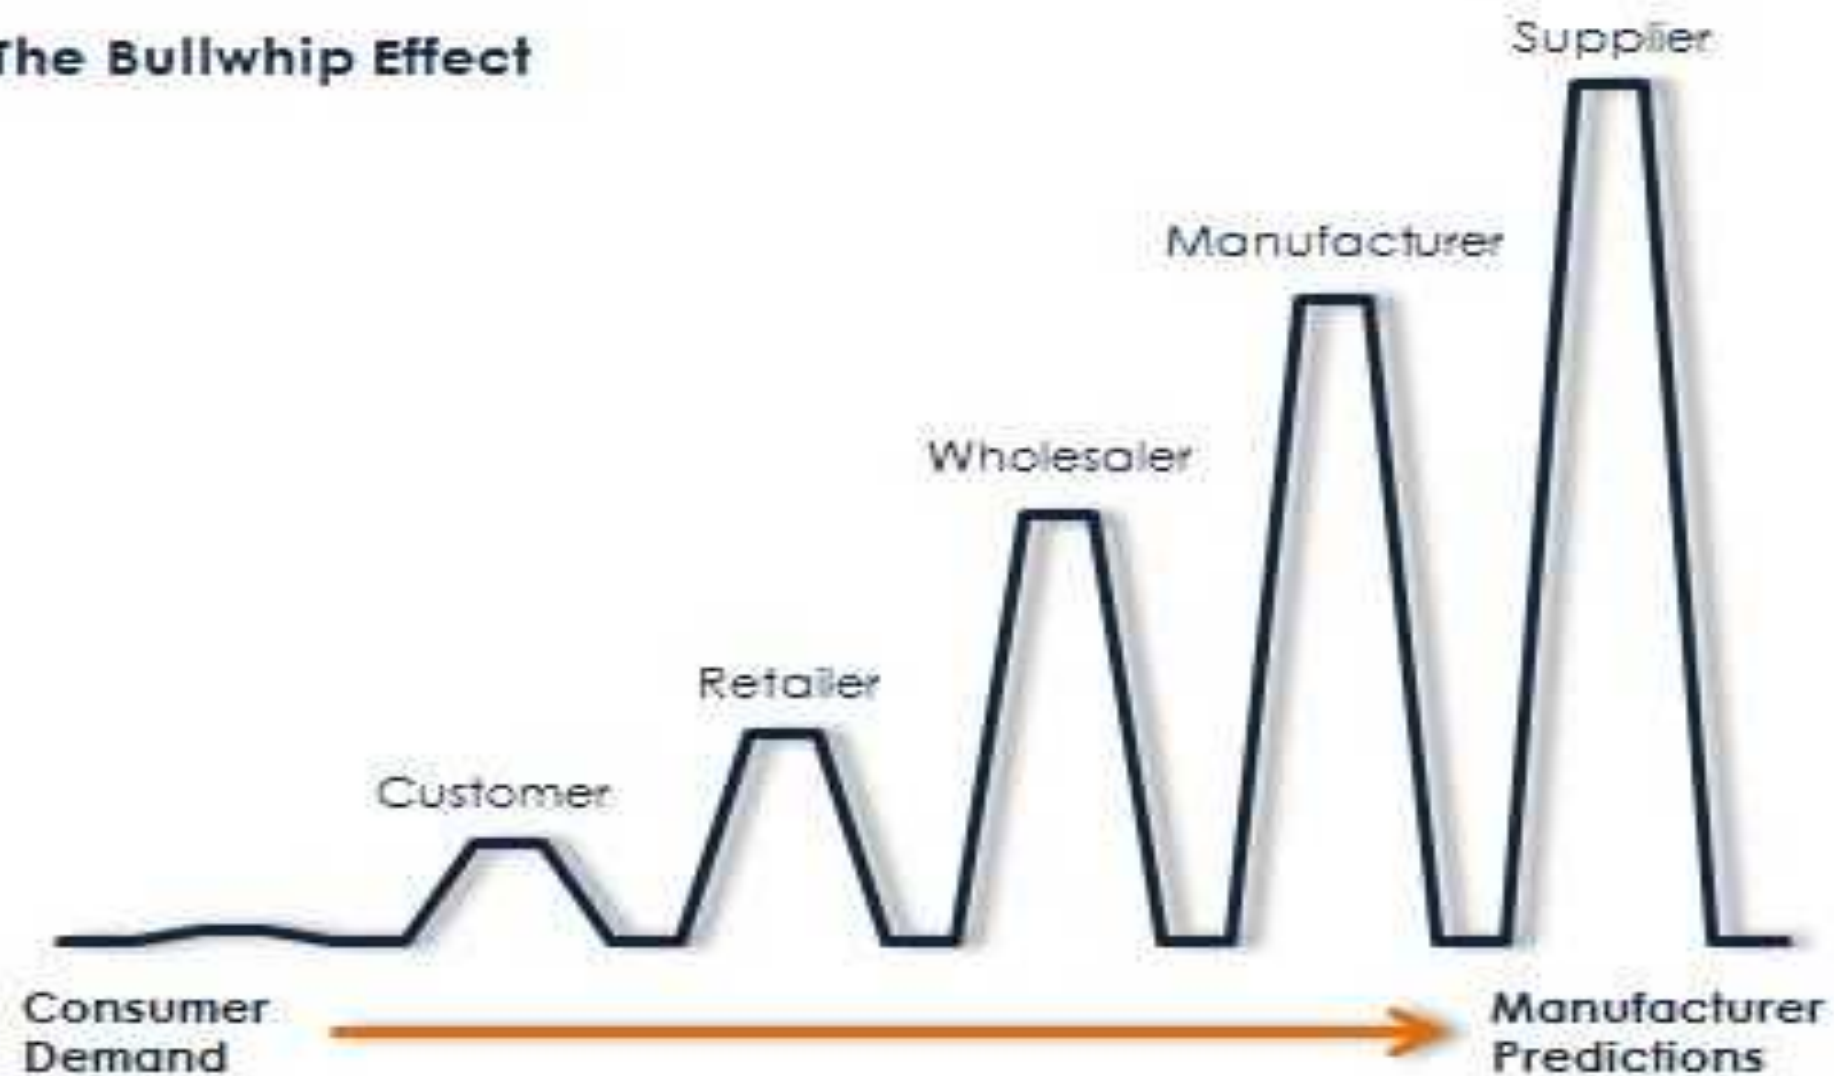 The Bullwhip Effect
Supplier
Manufacturer
Wholesaler
Retailer
Customer
Consumer
Demand
Manufacturer
Predictions